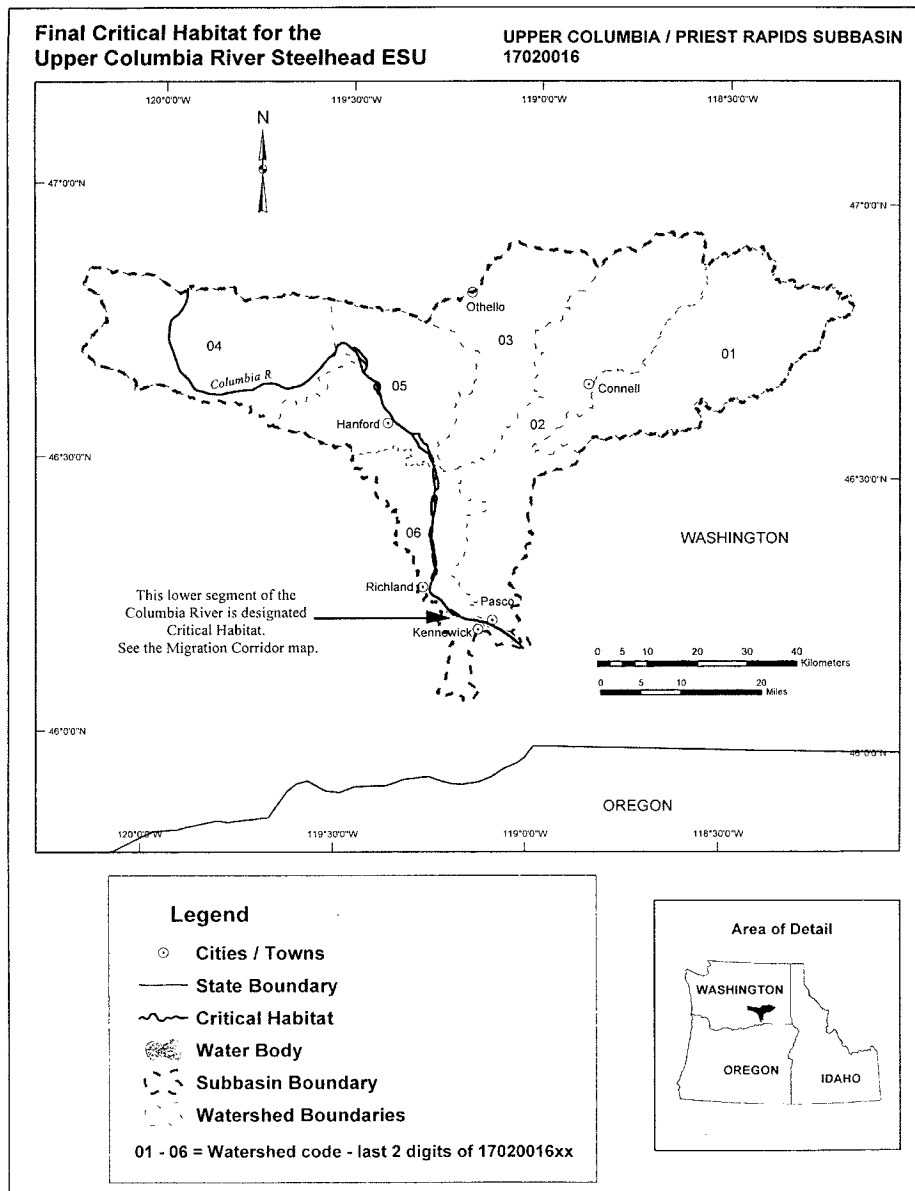 Final Critical Habitat for the
Upper Columbia River Steelhead ESU
UPPER COLUMBIA / PRIEST RAPIDS SUBBASIN
17020016
120°0'0"W
119°30'0"W
119°0'0"W
118°30'0"W
N
47°0'0"N
47°0'0"N
Othello
03
04
01
Columbia R
05
Connell
02
Hanford
46°30'0"N
46°30'0"N
06
WASHINGTON
Richland
This lower segment of the
Columbia River is designated
Critical Habitat.
See the Migration Corridor map.
Pasco
Kennewick
0 5 10 20 30 40
Kilometers
0 5 10 20
Miles
46°0'0"N
46°0'0"N
OREGON
120°0'0"W
119°30'0"W
119°0'0"W
118°30'0"W
Legend
Cities / Towns
State Boundary
Critical Habitat
Water Body
Subbasin Boundary
Watershed Boundaries
01 - 06 = Watershed code - last 2 digits of 17020016xx
Area of Detail
WASHINGTON
OREGON
IDAHO